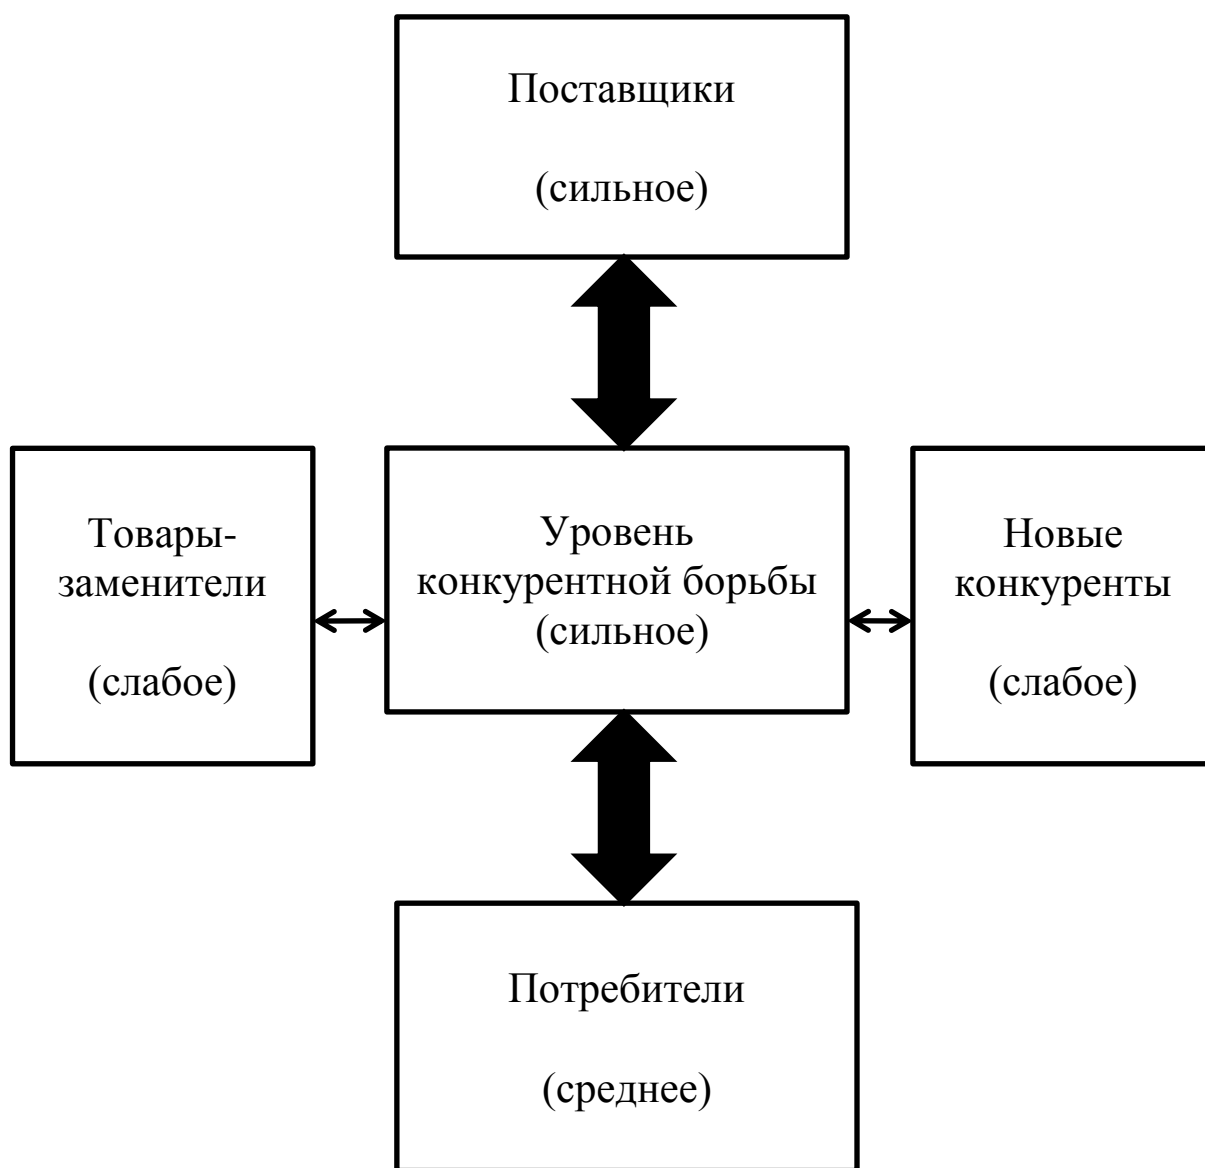 Поставщики
(сильное)
Товары-
заменители
(слабое)
Уровень
конкурентной борьбы
(сильное)
Новые
конкуренты
(слабое)
Потребители
(среднее)